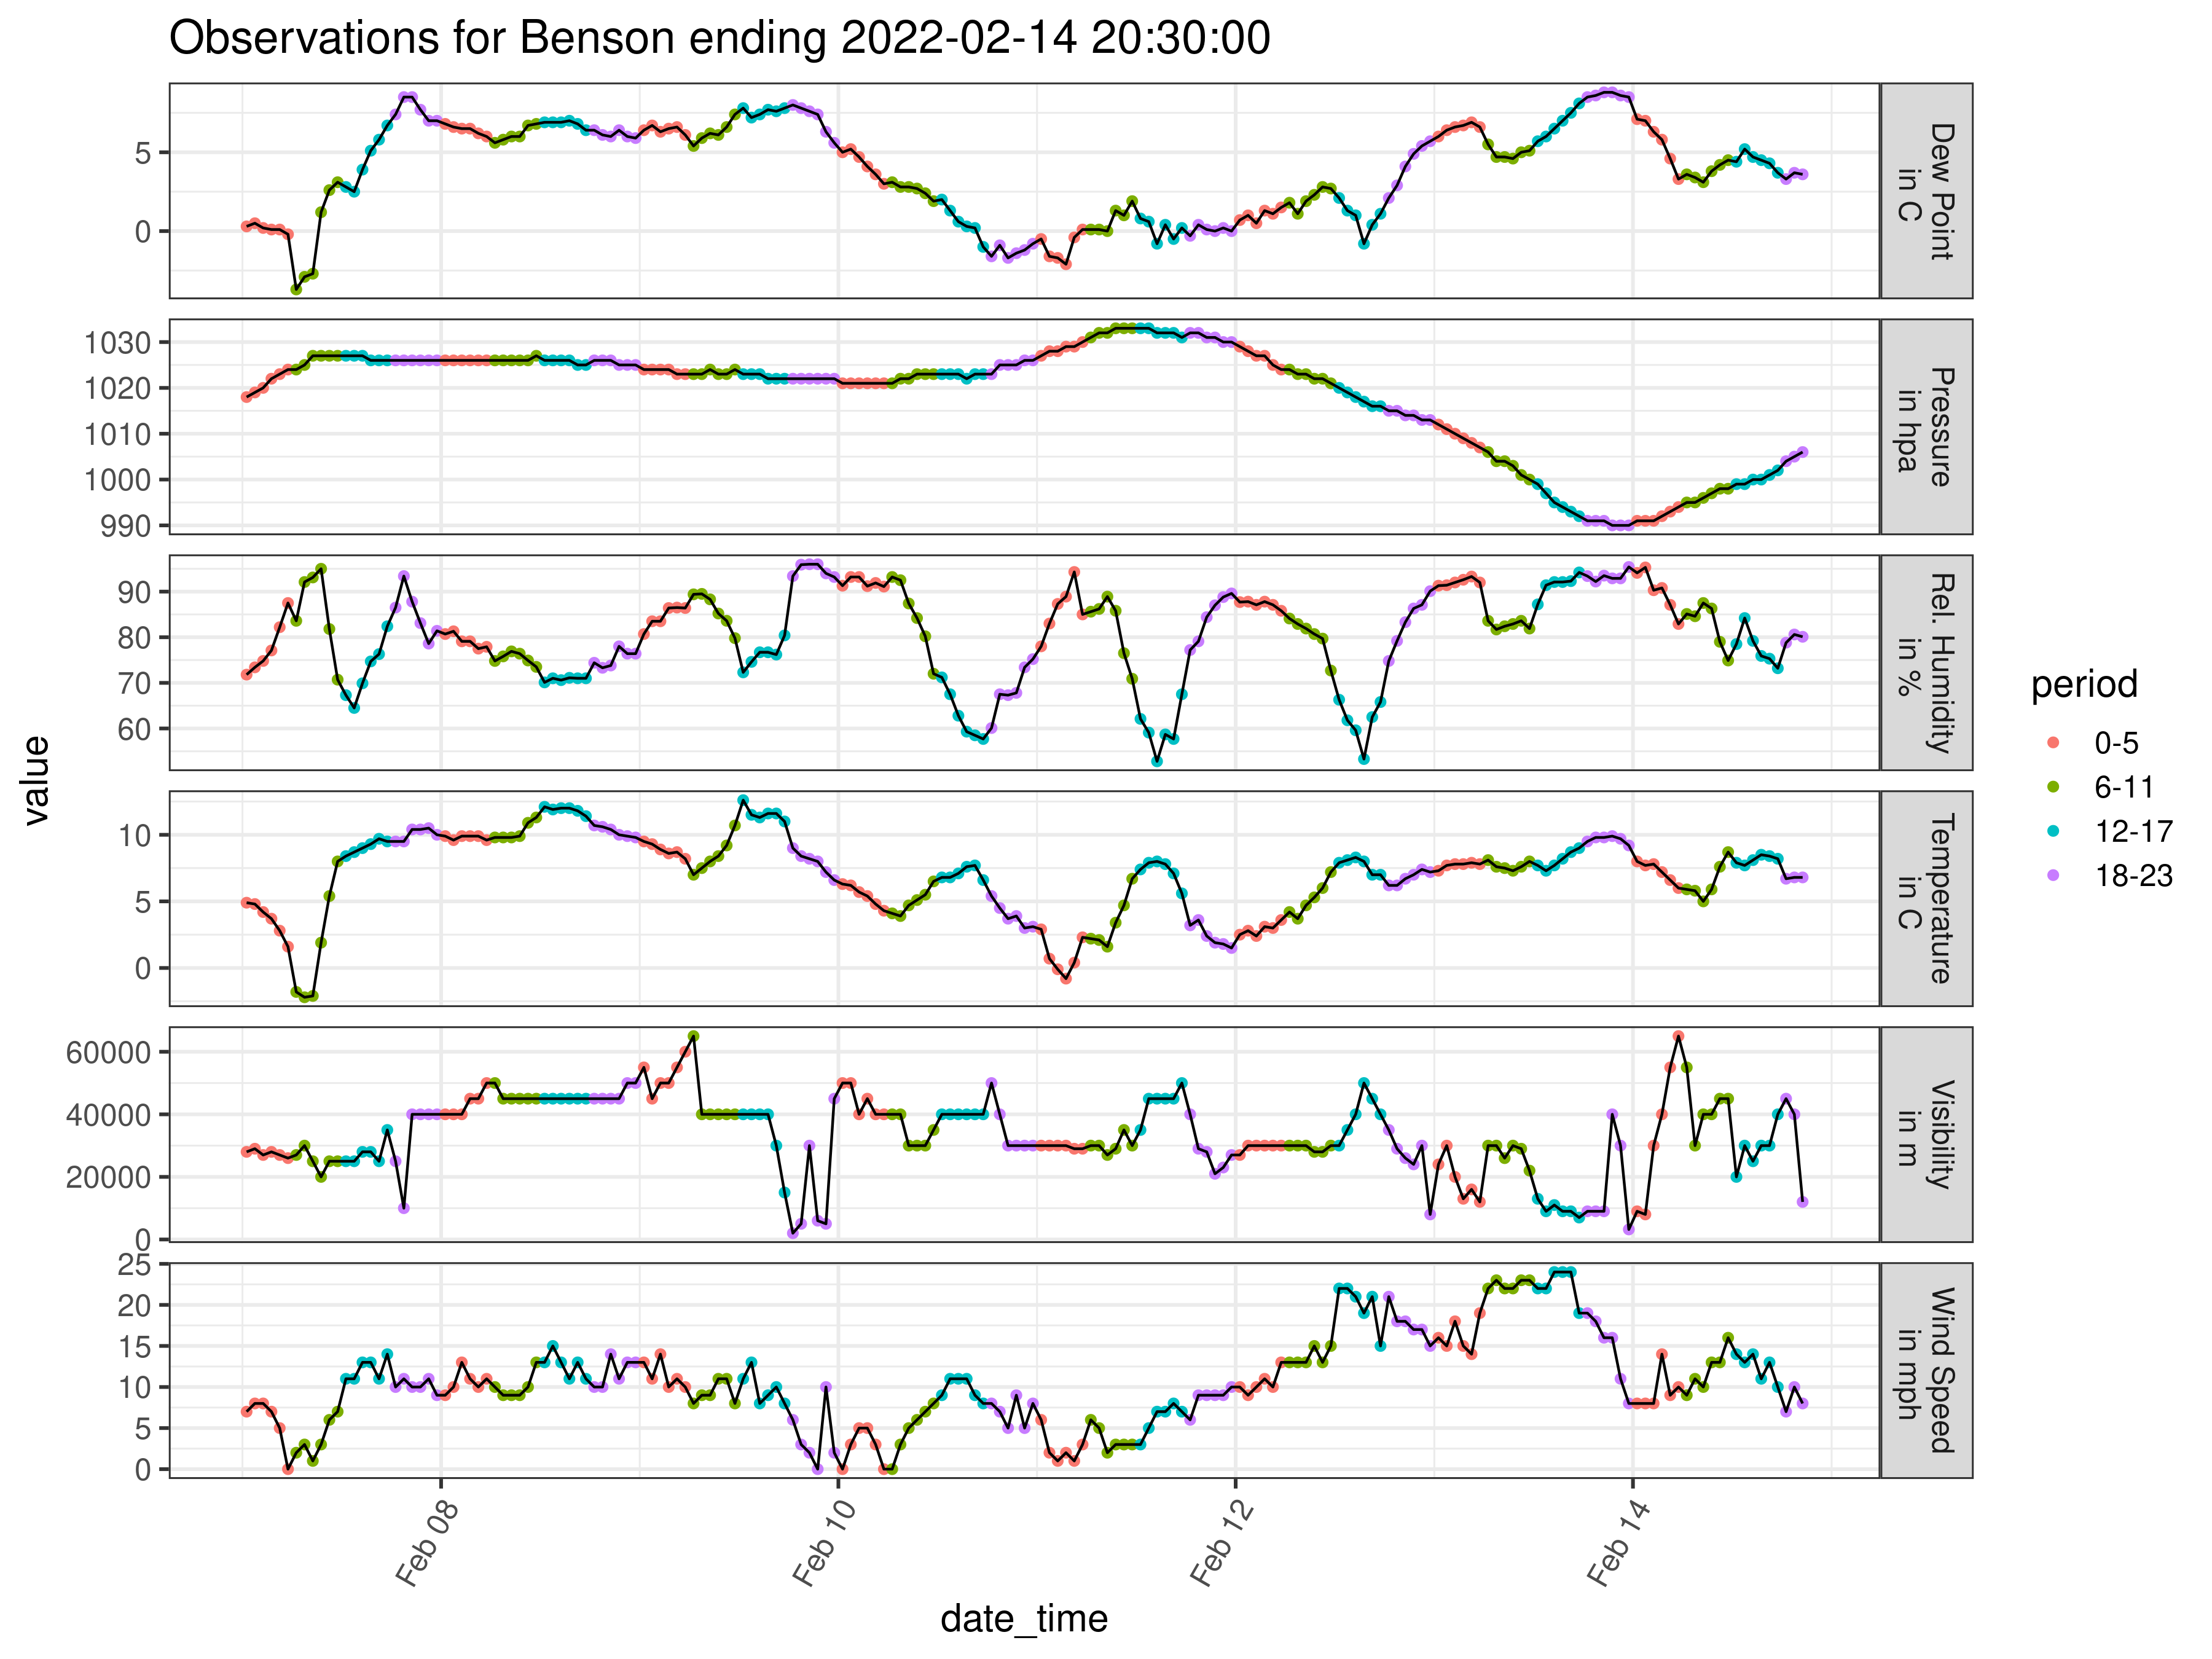 Observations for Benson ending 2022-02-14 20:30:00
value
5
0
Dew Point
in C
1030
1020
1010
1000
990
Pressure
in hpa
90
80
70
60
Rel. Humidity
in %
10
5
0
Temperature
in C
60000
40000
20000
0
Visibility
in m
25
20
15
10
5
0
Wind Speed
in mph
Feb 08
Feb 10
Feb 12
Feb 14
date_time
period
0-5
6-11
12-17
18-23